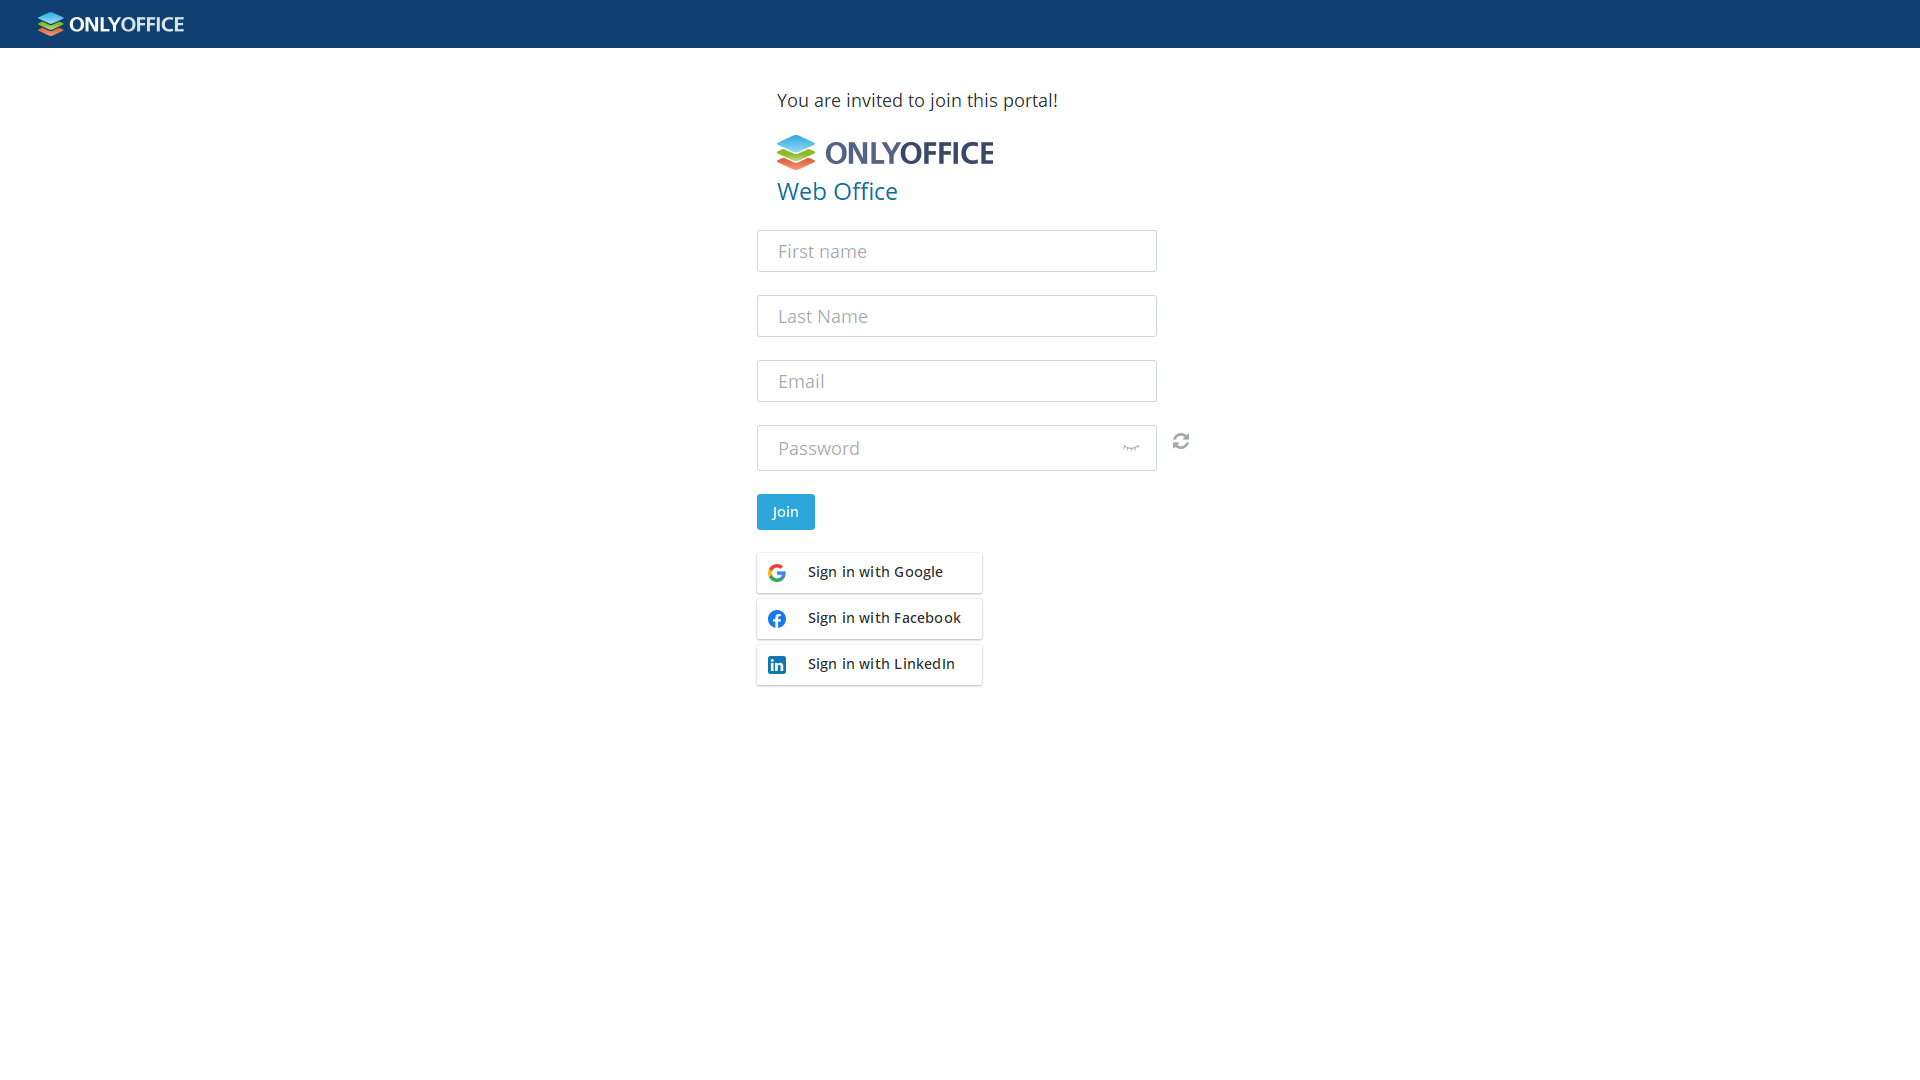 ONLYOFFICE
You are invited to join this portal!
ONLYOFFICE
Web Office
First name
Last Name
Email
Password
Join
Sign in with Google
Sign in with Facebook
Sign in with LinkedIn